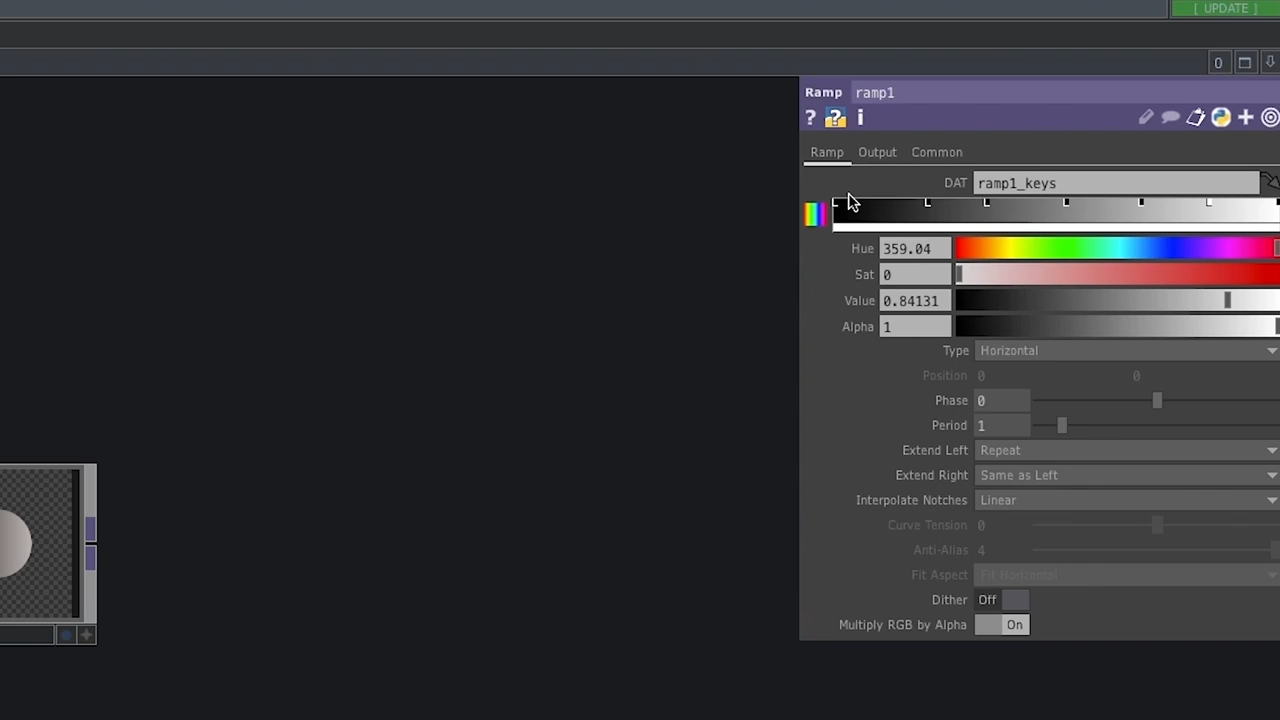 [ UPDATE ]
0
Ramp ramp1
? ? i
Ramp Output Common
DAT ramp1_keys
Hue 359.04
Sat 0
Value 0.84131
Alpha 1
Type Horizontal
Position 0 0
Phase 0
Period 1
Extend Left Repeat
Extend Right Same as Left
Interpolate Notches Linear
Curve Tension 0
Anti-Alias 4
Fit Aspect Fit Horizontal
Dither Off
Multiply RGB by Alpha On